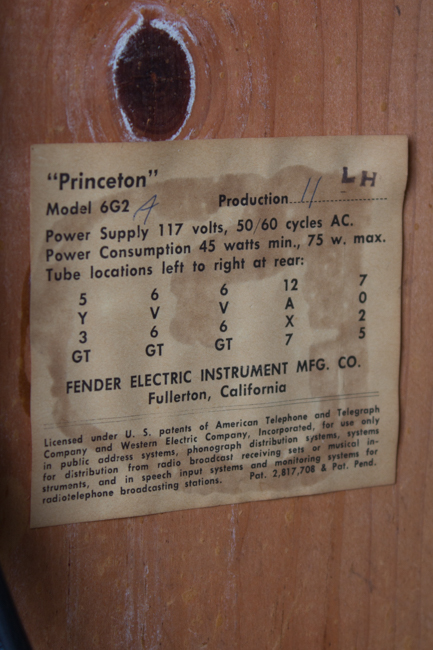 "Princeton"
Model 6G2 A Production 11 LH
Power Supply 117 volts, 50/60 cycles AC.
Power Consumption 45 watts min., 75 w. max.
Tube locations left to right at rear:
5 6 6 12 7
Y V V A 0
3 6 6 X 2
GT GT GT 7 5
FENDER ELECTRIC INSTRUMENT MFG. CO.
Fullerton, California
Licensed under U. S. patents of American Telephone and Telegraph
Company and Western Electric Company, Incorporated, for use only
in public address systems, phonograph distribution systems, systems
for distribution from radio broadcast receiving sets or musical in-
struments, and in speech input systems and monitoring systems for
radiotelephone broadcasting stations. Pat. 2,817,708 & Pat. Pend.